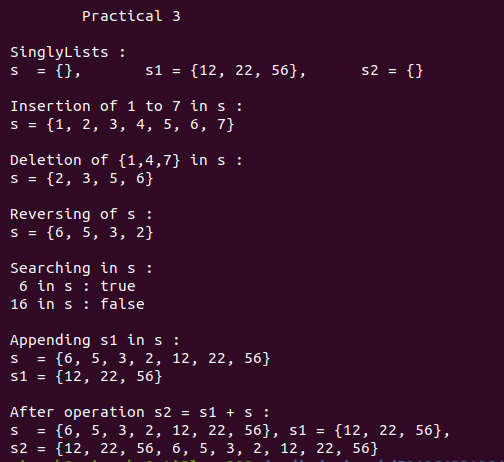 Practical 3
SinglyLists :
s  = {},       s1 = {12, 22, 56},      s2 = {}
Insertion of 1 to 7 in s :
s = {1, 2, 3, 4, 5, 6, 7}
Deletion of {1,4,7} in s :
s = {2, 3, 5, 6}
Reversing of s :
s = {6, 5, 3, 2}
Searching in s :
 6 in s : true
16 in s : false
Appending s1 in s :
s  = {6, 5, 3, 2, 12, 22, 56}
s1 = {12, 22, 56}
After operation s2 = s1 + s :
s  = {6, 5, 3, 2, 12, 22, 56}, s1 = {12, 22, 56},
s2 = {12, 22, 56, 6, 5, 3, 2, 12, 22, 56}